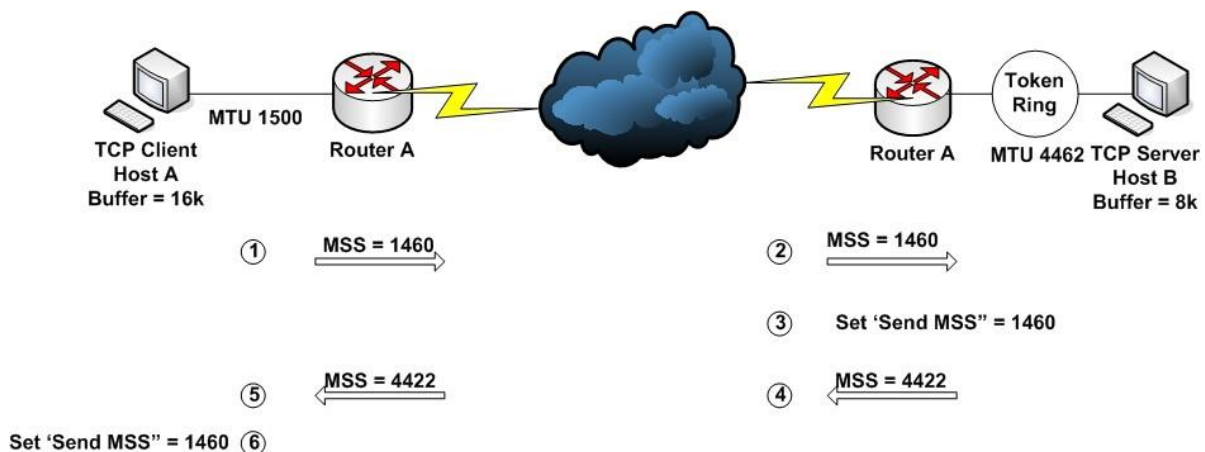 MTU 1500
TCP Client
Host A
Buffer = 16k
Router A
Router A
Token
Ring
MTU 4462
TCP Server
Host B
Buffer = 8k
1
MSS = 1460
2
MSS = 1460
3
Set ‘Send MSS” = 1460
5
MSS = 4422
4
MSS = 4422
Set ‘Send MSS” = 1460
6